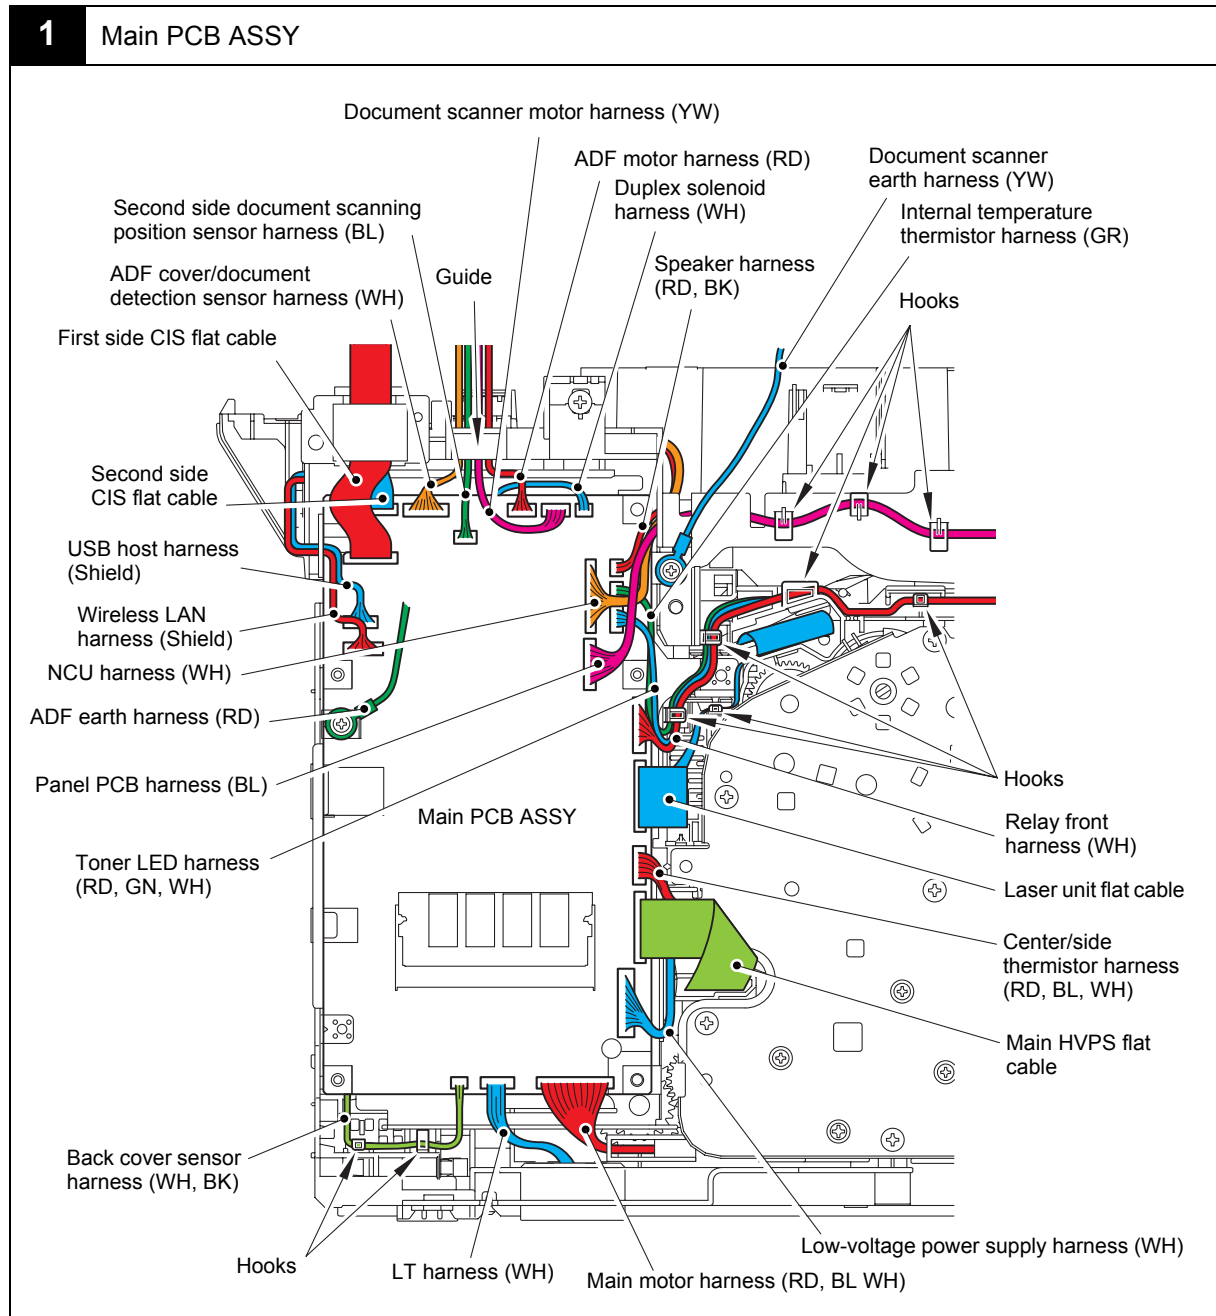 1
Main PCB ASSY
Document scanner motor harness (YW)
ADF motor harness (RD)
Duplex solenoid
harness (WH)
Document scanner
earth harness (YW)
Internal temperature
thermistor harness (GR)
Second side document scanning
position sensor harness (BL)
Speaker harness
(RD, BK)
ADF cover/document
detection sensor harness (WH)
Guide
Hooks
First side CIS flat cable
Second side
CIS flat cable
USB host harness
(Shield)
Wireless LAN
harness (Shield)
NCU harness (WH)
ADF earth harness (RD)
Panel PCB harness (BL)
Hooks
Main PCB ASSY
Relay front
harness (WH)
Toner LED harness
(RD, GN, WH)
Laser unit flat cable
Center/side
thermistor harness
(RD, BL, WH)
Main HVPS flat
cable
Back cover sensor
harness (WH, BK)
Low-voltage power supply harness (WH)
Hooks
LT harness (WH)
Main motor harness (RD, BL WH)